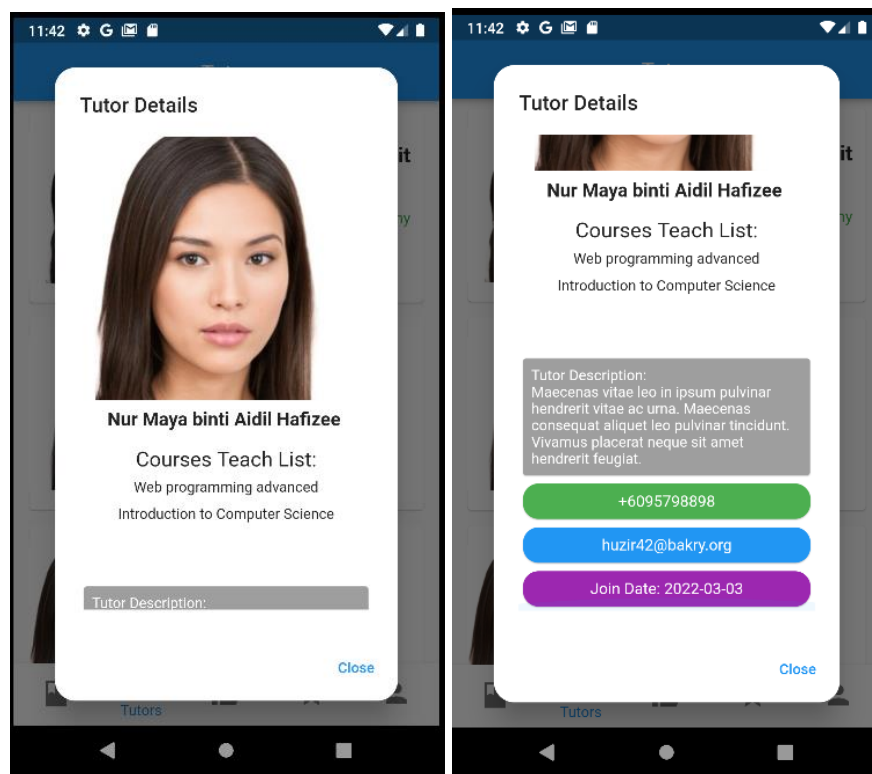 11:42
Tutor Details
it
ny
Nur Maya binti Aidil Hafizee
Courses Teach List:
Web programming advanced
Introduction to Computer Science
Tutor Description:
Close
Tutors
11:42
Tutor Details
it
ny
Nur Maya binti Aidil Hafizee
Courses Teach List:
Web programming advanced
Introduction to Computer Science
Tutor Description:
Maecenas vitae leo in ipsum pulvinar
hendrerit vitae ac urna. Maecenas
consequat aliquet leo pulvinar tincidunt.
Vivamus placerat neque sit amet
hendrerit feugiat.
+6095798898
huzir42@bakry.org
Join Date: 2022-03-03
Close
Tutors